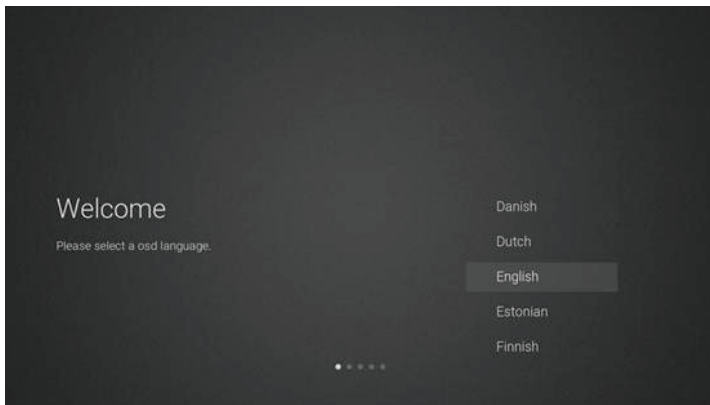 Welcome
Please select a osd language.
Danish
Dutch
English
Estonian
Finnish